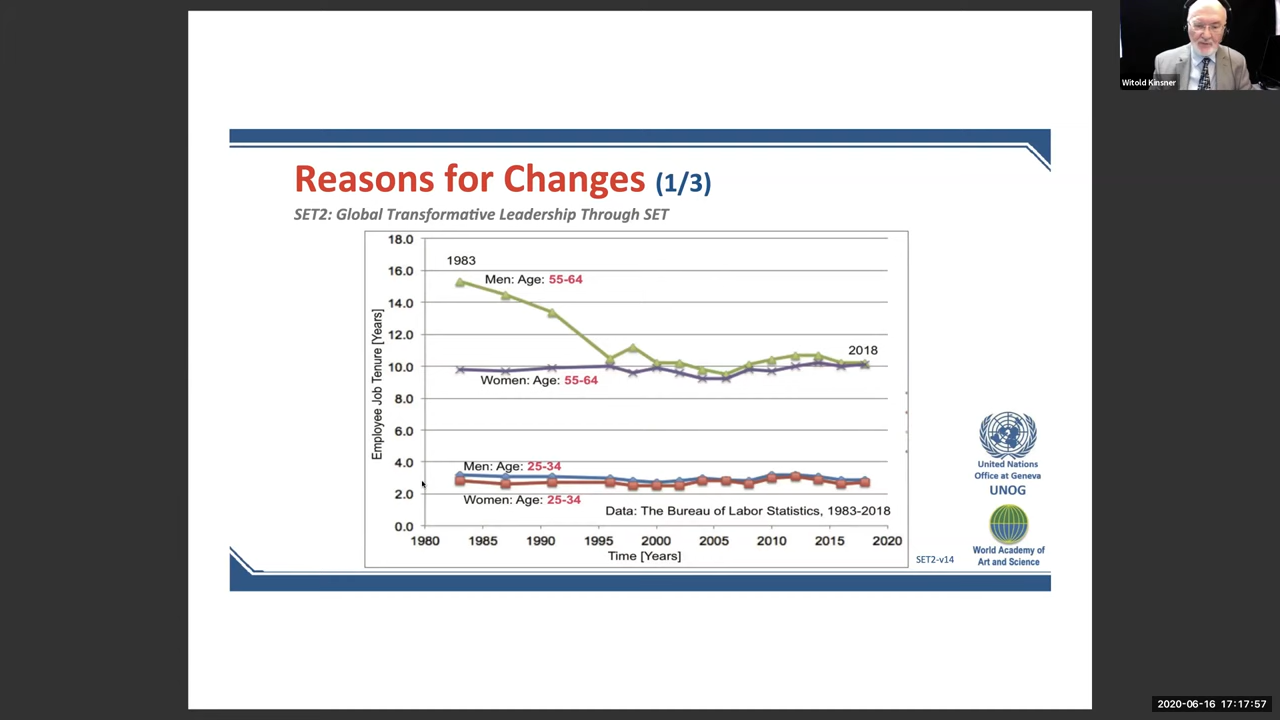 Witold Kinsner
Reasons for Changes (1/3)
SET2: Global Transformative Leadership Through SET
18.0
16.0
14.0
12.0
10.0
8.0
6.0
4.0
2.0
0.0
Employee Job Tenure [Years]
1983
Men: Age: 55-64
2018
Women: Age: 55-64
Men: Age: 25-34
Women: Age: 25-34
Data: The Bureau of Labor Statistics, 1983-2018
1980 1985 1990 1995 2000 2005 2010 2015 2020
Time [Years]
United Nations
Office at Geneva
UNOG
World Academy of
Art and Science
SET2-v14
2020-06-16 17:17:57